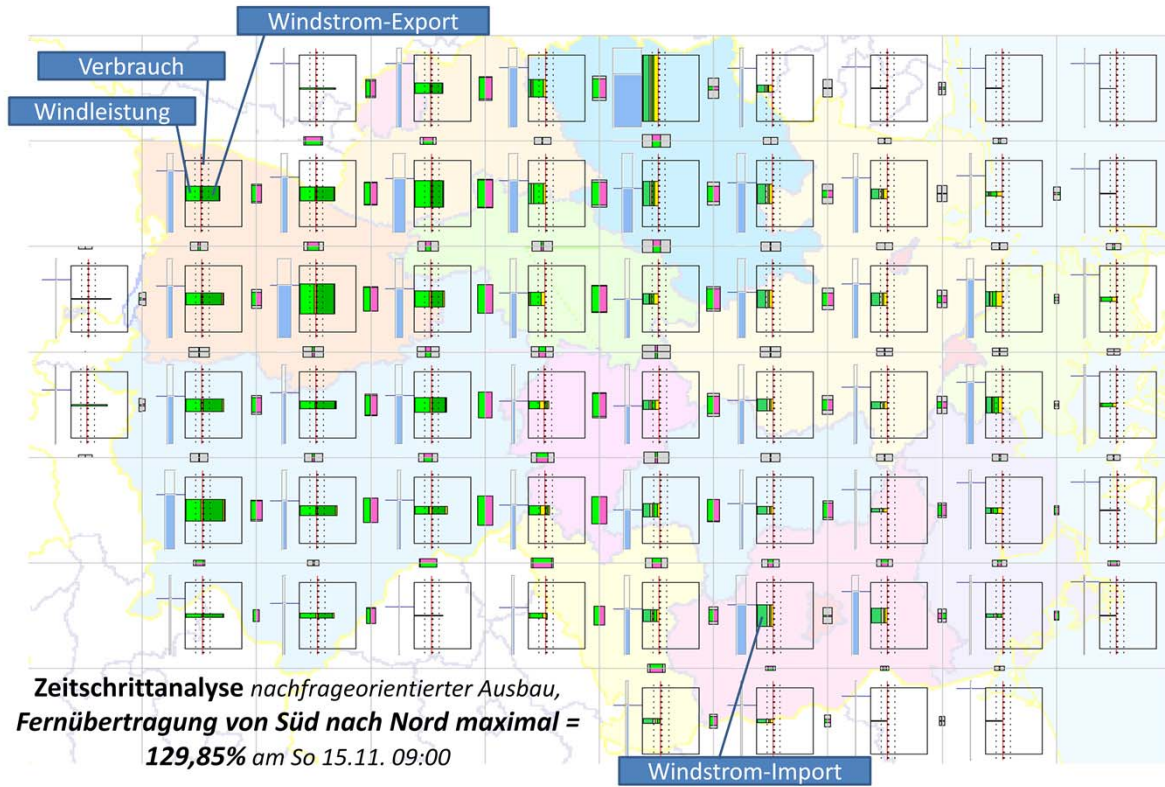 Windstrom-Export
Verbrauch
Windleistung
Zeitschrittanalyse nachfrageorientierter Ausbau,
Fernübertragung von Süd nach Nord maximal =
129,85% am So 15.11. 09:00
Windstrom-Import